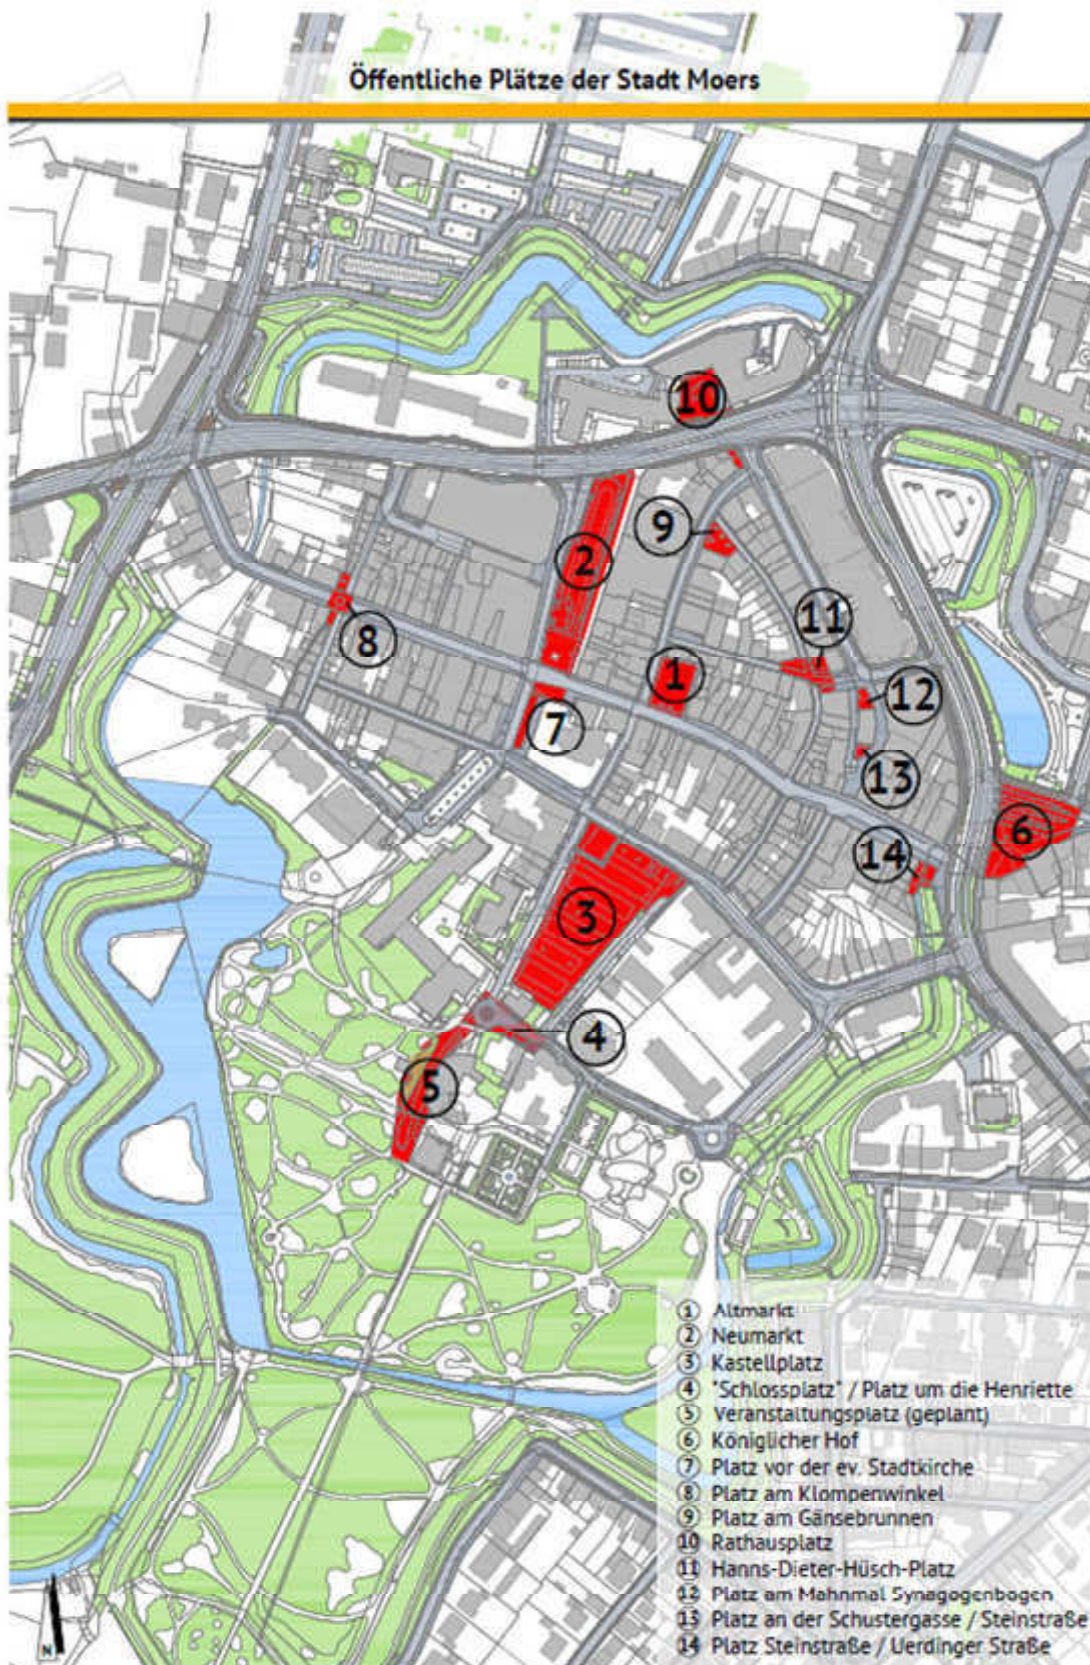 Öffentliche Plätze der Stadt Moers
10
2
9
8
11
1
12
7
13
6
14
3
4
5
1 Altmarkt
2 Neumarkt
3 Kastellplatz
4 "Schlossplatz" / Platz um die Henriette
5 Veranstaltungsplatz (geplant)
6 Königlicher Hof
7 Platz vor der ev. Stadtkirche
8 Platz am Klompenwinkel
9 Platz am Gänsebrunnen
10 Rathausplatz
11 Hanns-Dieter-Hüsch-Platz
12 Platz am Mahnmal Synagogenbogen
13 Platz an der Schustergasse / Steinstraße
14 Platz Steinstraße / Uerdinger Straße
N